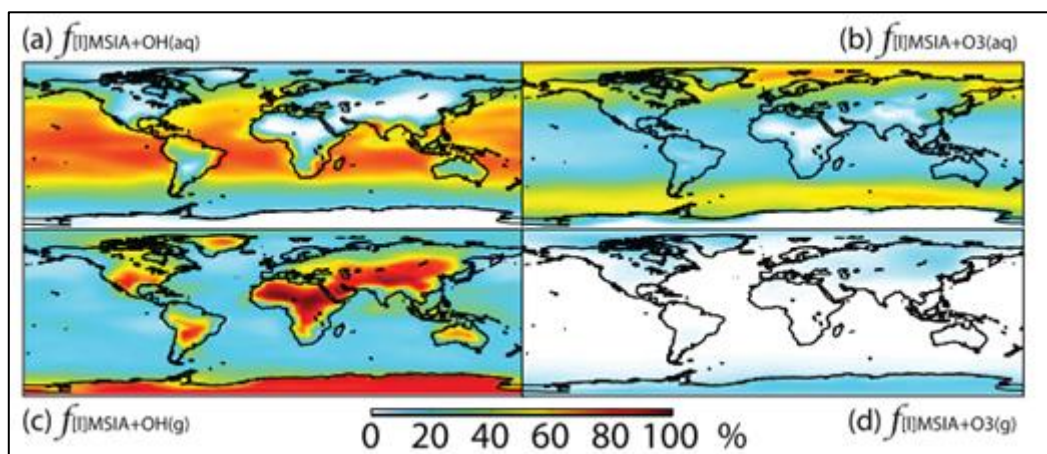 (a) f[I]MSIA+OH(aq)
(b) f[I]MSIA+O3(aq)
(c) f[I]MSIA+OH(g)
0 20 40 60 80 100 %
(d) f[I]MSIA+O3(g)